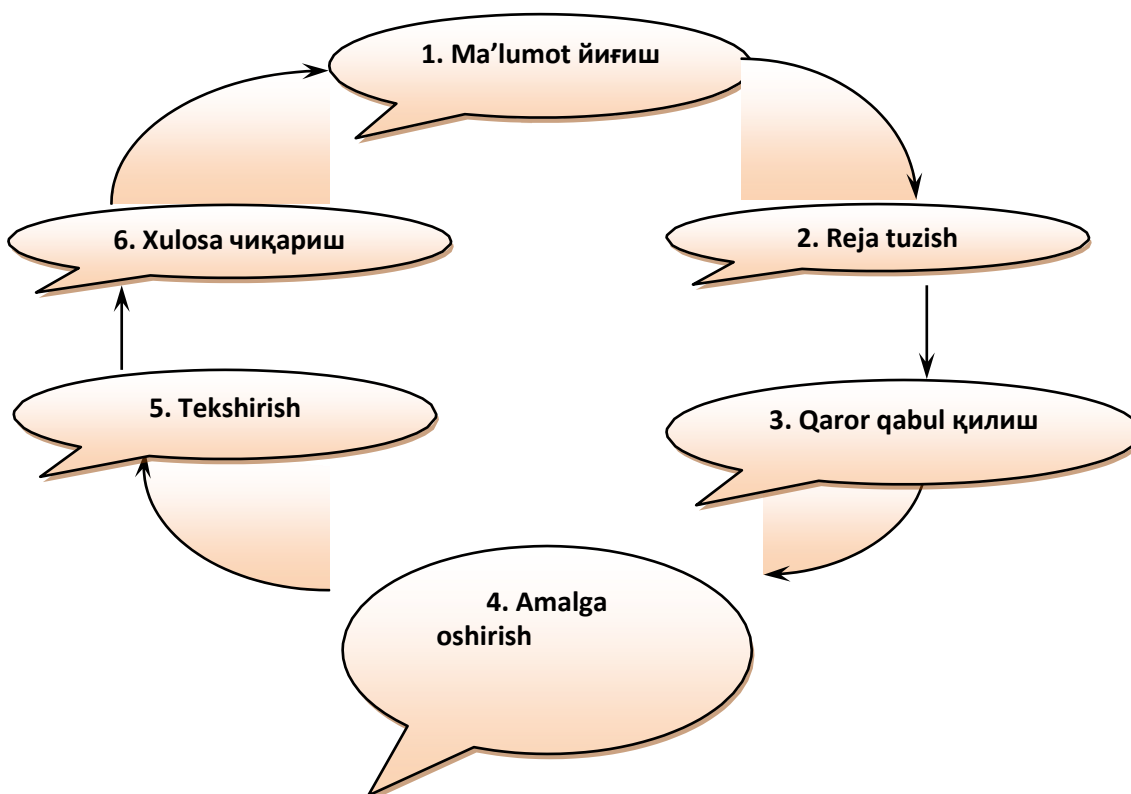 1. Ma’lumot йиғиш
2. Reja tuzish
3. Qaror qabul қилиш
4. Amalga
oshirish
5. Tekshirish
6. Xulosa чиқариш